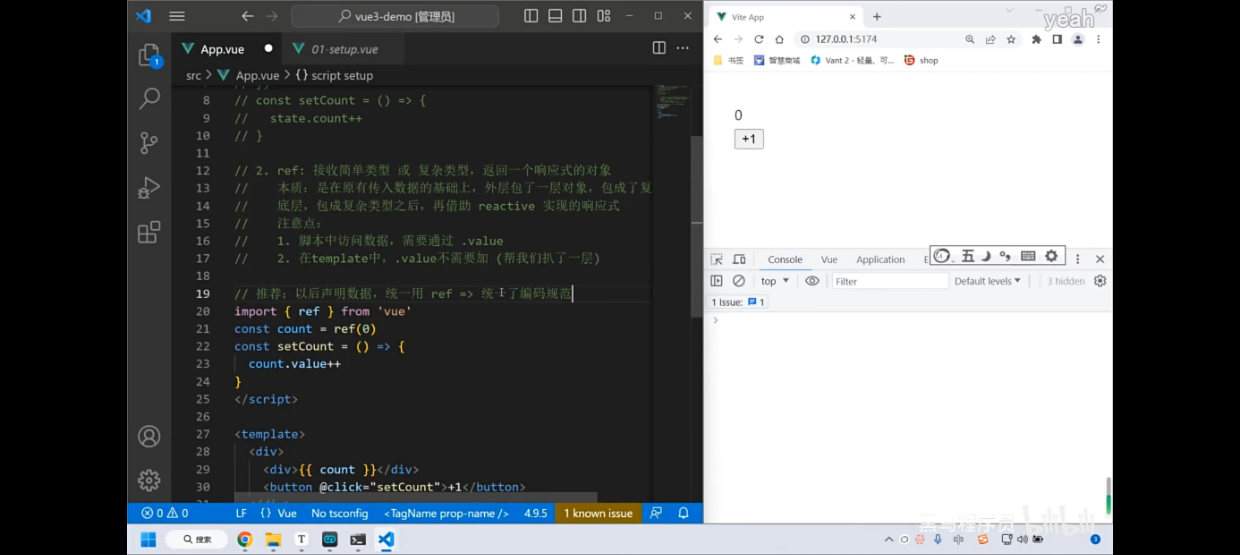 vue3-demo [管理员]
App.vue
01-setup.vue
src > App.vue > {} script setup
8 // const setCount = () => {
9 // state.count++
10 // }
11
12 // 2. ref: 接收简单类型 或 复杂类型，返回一个响应式的对象
13 // 本质：是在原有传入数据的基础上，外层包了一层对象，包成了复
14 // 底层，包成复杂类型之后，再借助 reactive 实现的响应式
15 // 注意点：
16 // 1. 脚本中访问数据，需要通过 .value
17 // 2. 在template中，.value不需要加 (帮我们扒了一层)
18
19 // 推荐：以后声明数据，统一用 ref => 统一了编码规范
20 import { ref } from 'vue'
21 const count = ref(0)
22 const setCount = () => {
23 count.value++
24 }
25 </script>
26
27 <template>
28 <div>
29 <div>{{ count }}</div>
30 <button @click="setCount">+1</button>
1
0 0
LF
{} Vue
No tsconfig
<TagName prop-name />
4.9.5
1 known issue
Vite App
yeah
127.0.0.1:5174
书签
智慧商城
Vant 2 - 轻量、可...
shop
0
+1
Console
Vue
Application
五
top
Filter
Default levels
3 hidden
1 Issue: 1
黑马程序员
bilibili
搜索
中
3